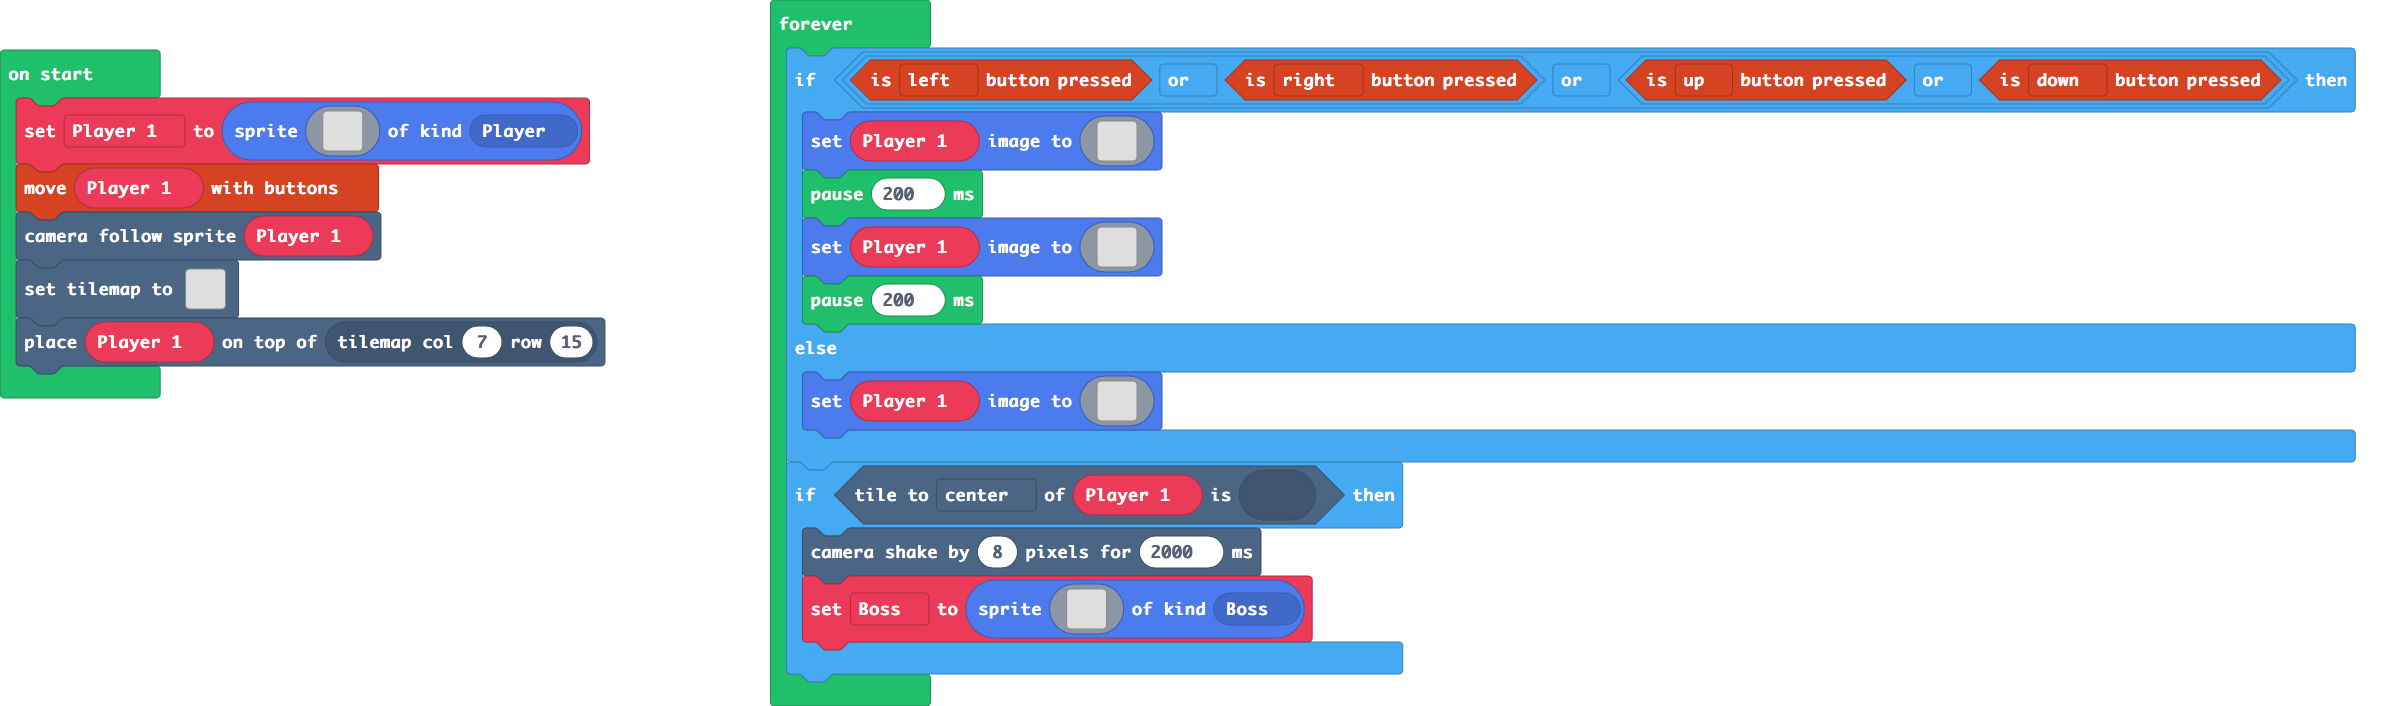 on start
set Player 1 to sprite of kind Player
move Player 1 with buttons
camera follow sprite Player 1
set tilemap to
place Player 1 on top of tilemap col 7 row 15
forever
if is left button pressed or is right button pressed or is up button pressed or is down button pressed then
set Player 1 image to
pause 200 ms
set Player 1 image to
pause 200 ms
else
set Player 1 image to
if tile to center of Player 1 is then
camera shake by 8 pixels for 2000 ms
set Boss to sprite of kind Boss